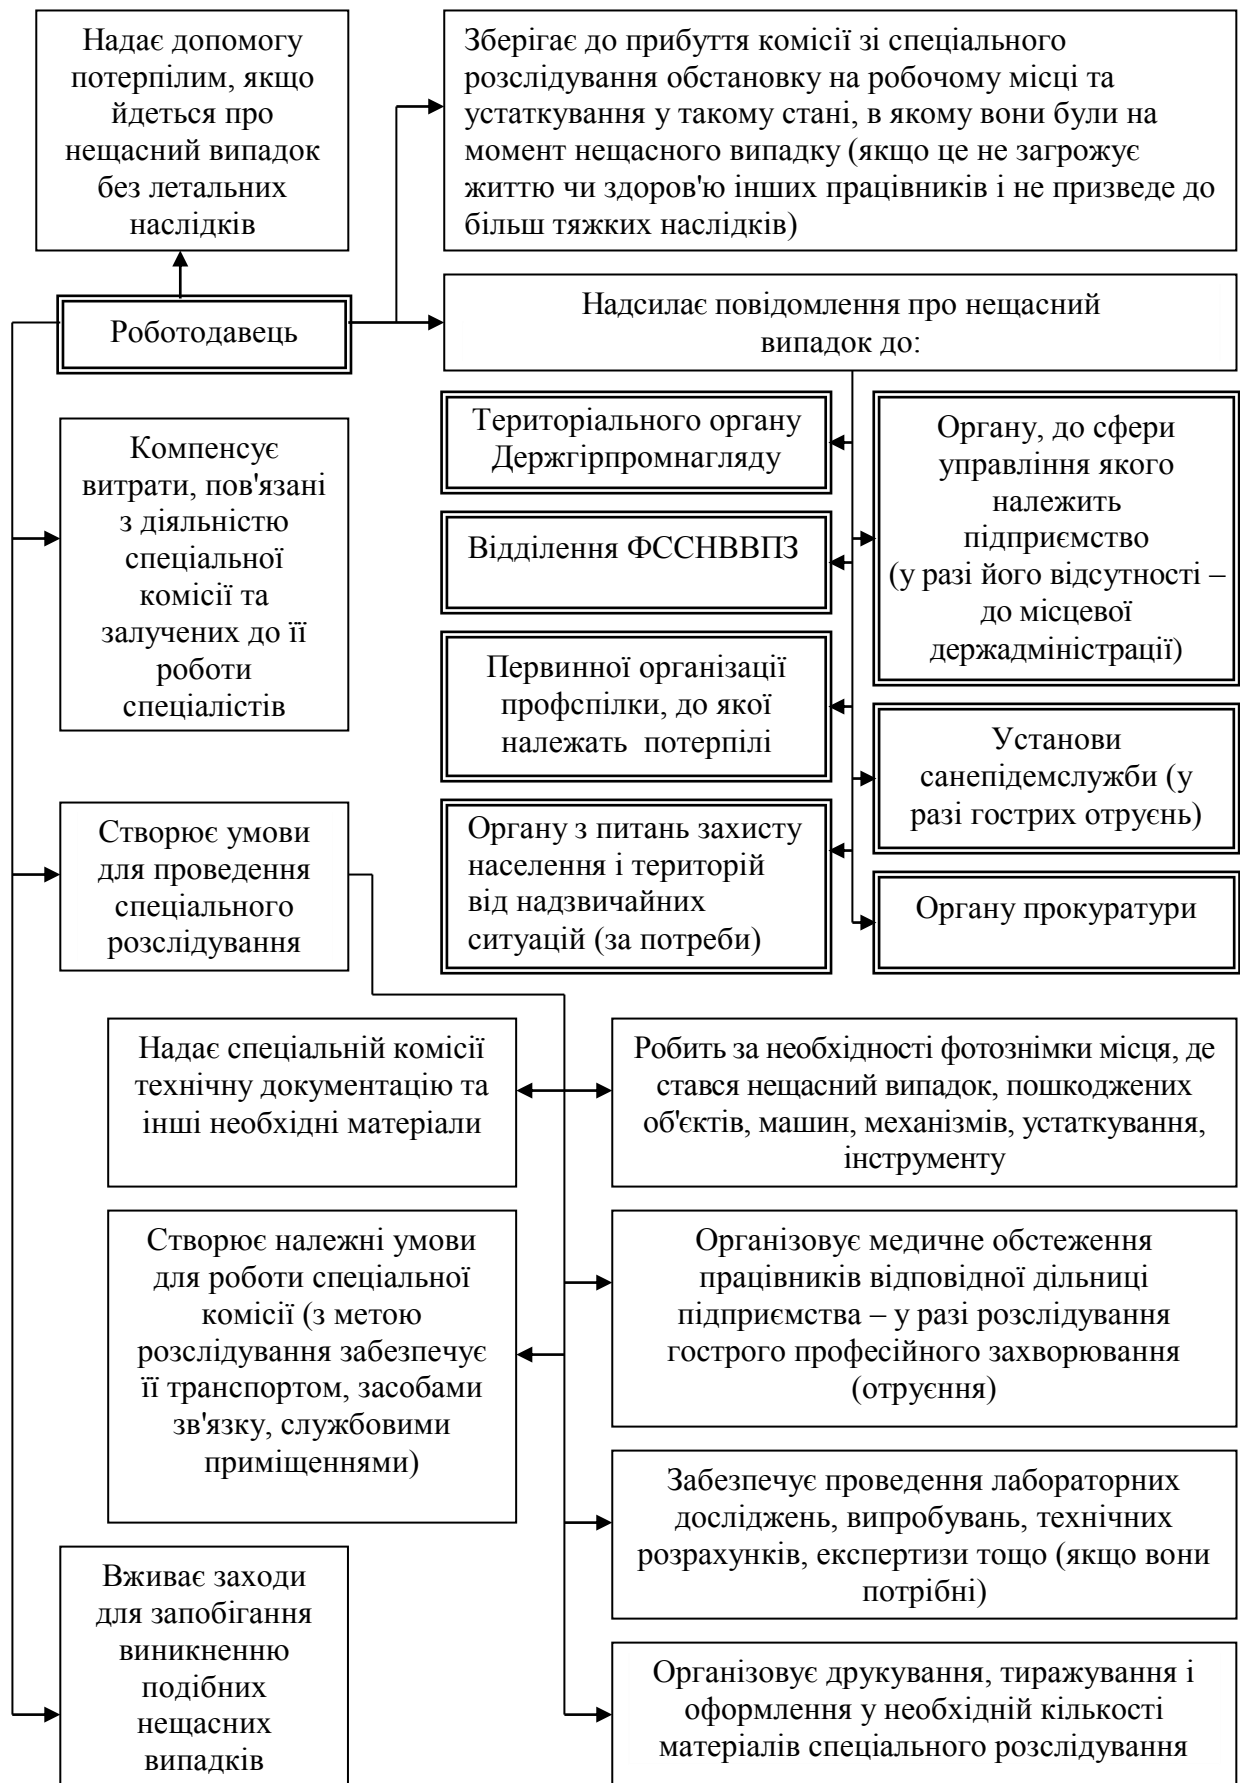 Надає допомогу
потерпілим, якщо
йдеться про
нещасний випадок
без летальних
наслідків
Зберігає до прибуття комісії зі спеціального
розслідування обстановку на робочому місці та
устаткування у такому стані, в якому вони були на
момент нещасного випадку (якщо це не загрожує
життю чи здоров'ю інших працівників і не призведе до
більш тяжких наслідків)
Роботодавець
Надсилає повідомлення про нещасний
випадок до:
Компенсує
витрати, пов'язані
з діяльністю
спеціальної
комісії та
залучених до її
роботи
спеціалістів
Територіального органу
Держгірпромнагляду
Відділення ФССНВВПЗ
Первинної організації
профспілки, до якої
належать потерпілі
Органу з питань захисту
населення і територій
від надзвичайних
ситуацій (за потреби)
Органу, до сфери
управління якого
належить
підприємство
(у разі його відсутності –
до місцевої
держадміністрації)
Установи
санепідемслужби (у
разі гострих отруєнь)
Органу прокуратури
Створює умови
для проведення
спеціального
розслідування
Надає спеціальній комісії
технічну документацію та
інші необхідні матеріали
Робить за необхідності фотознімки місця, де
стався нещасний випадок, пошкоджених
об'єктів, машин, механізмів, устаткування,
інструменту
Створює належні умови
для роботи спеціальної
комісії (з метою
розслідування забезпечує
її транспортом, засобами
зв'язку, службовими
приміщеннями)
Організовує медичне обстеження
працівників відповідної дільниці
підприємства – у разі розслідування
гострого професійного захворювання
(отруєння)
Забезпечує проведення лабораторних
досліджень, випробувань, технічних
розрахунків, експертизи тощо (якщо вони
потрібні)
Вживає заходи
для запобігання
виникненню
подібних
нещасних
випадків
Організовує друкування, тиражування і
оформлення у необхідній кількості
матеріалів спеціального розслідування